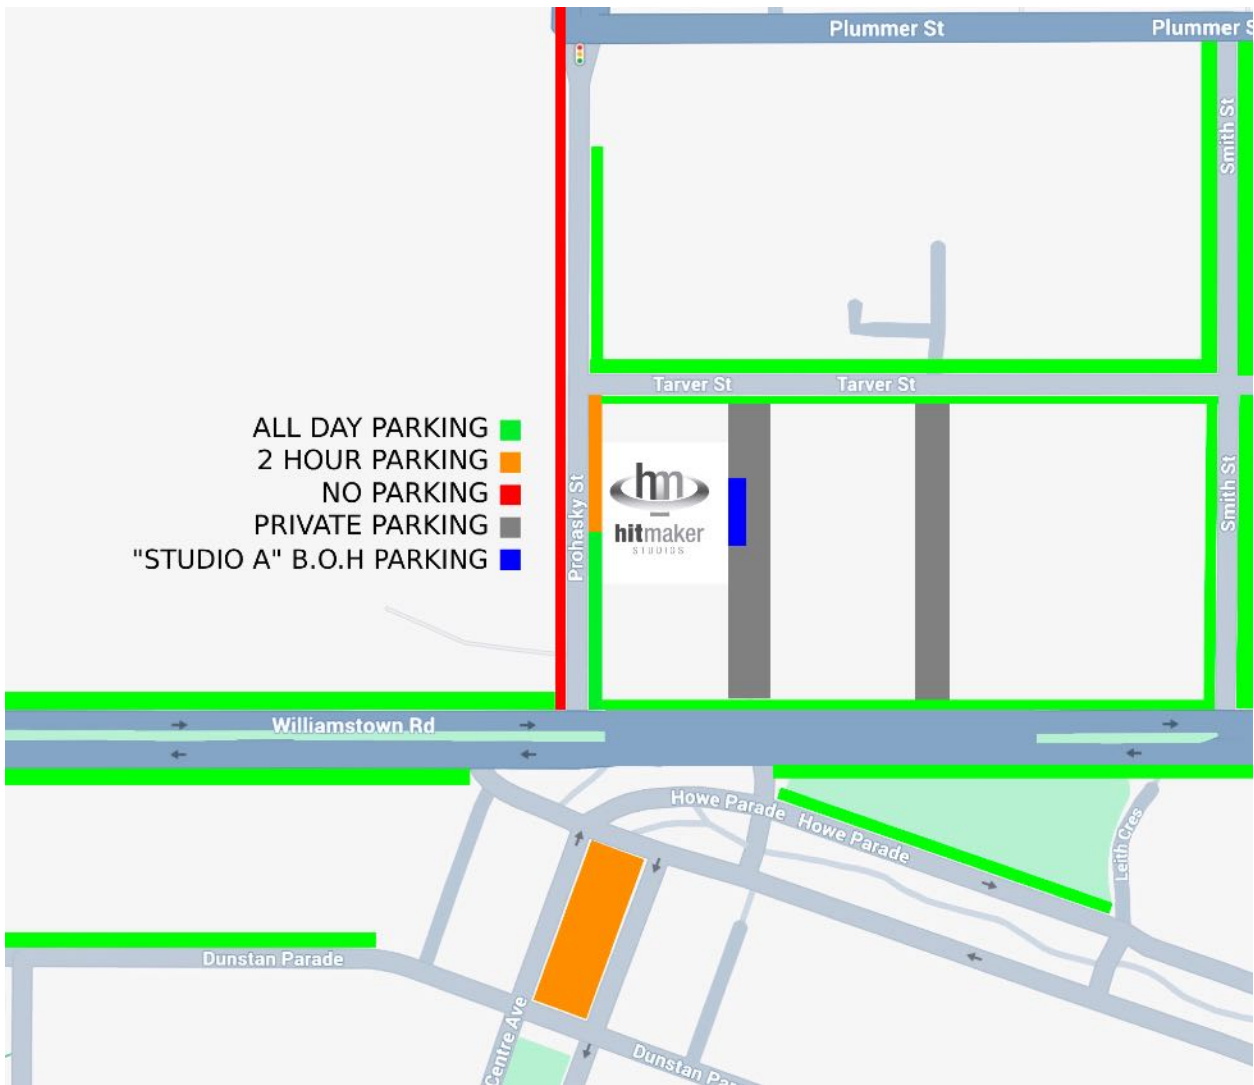 Plummer St
Plummer S
Smith St
Tarver St
Tarver St
ALL DAY PARKING
2 HOUR PARKING
NO PARKING
PRIVATE PARKING
"STUDIO A" B.O.H PARKING
Prohasky St
hm
hitmaker
STUDIOS
Smith St
Williamstown Rd
Howe Parade
Howe Parade
Leith Cres
Dunstan Parade
Centre Ave
Dunstan Pa